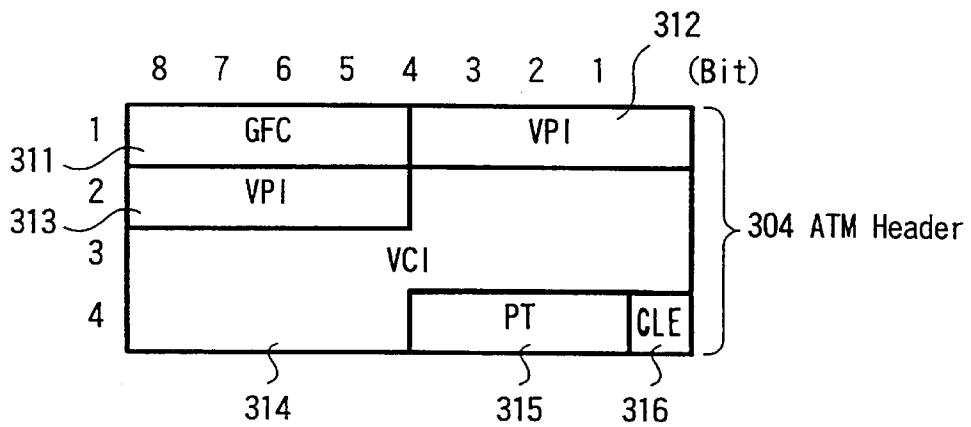 312
8 7 6 5 4 3 2 1 (Bit)
1 GFC VPI
311
2 VPI
313
304 ATM Header
3 VCI
4 PT CLE
314 315 316